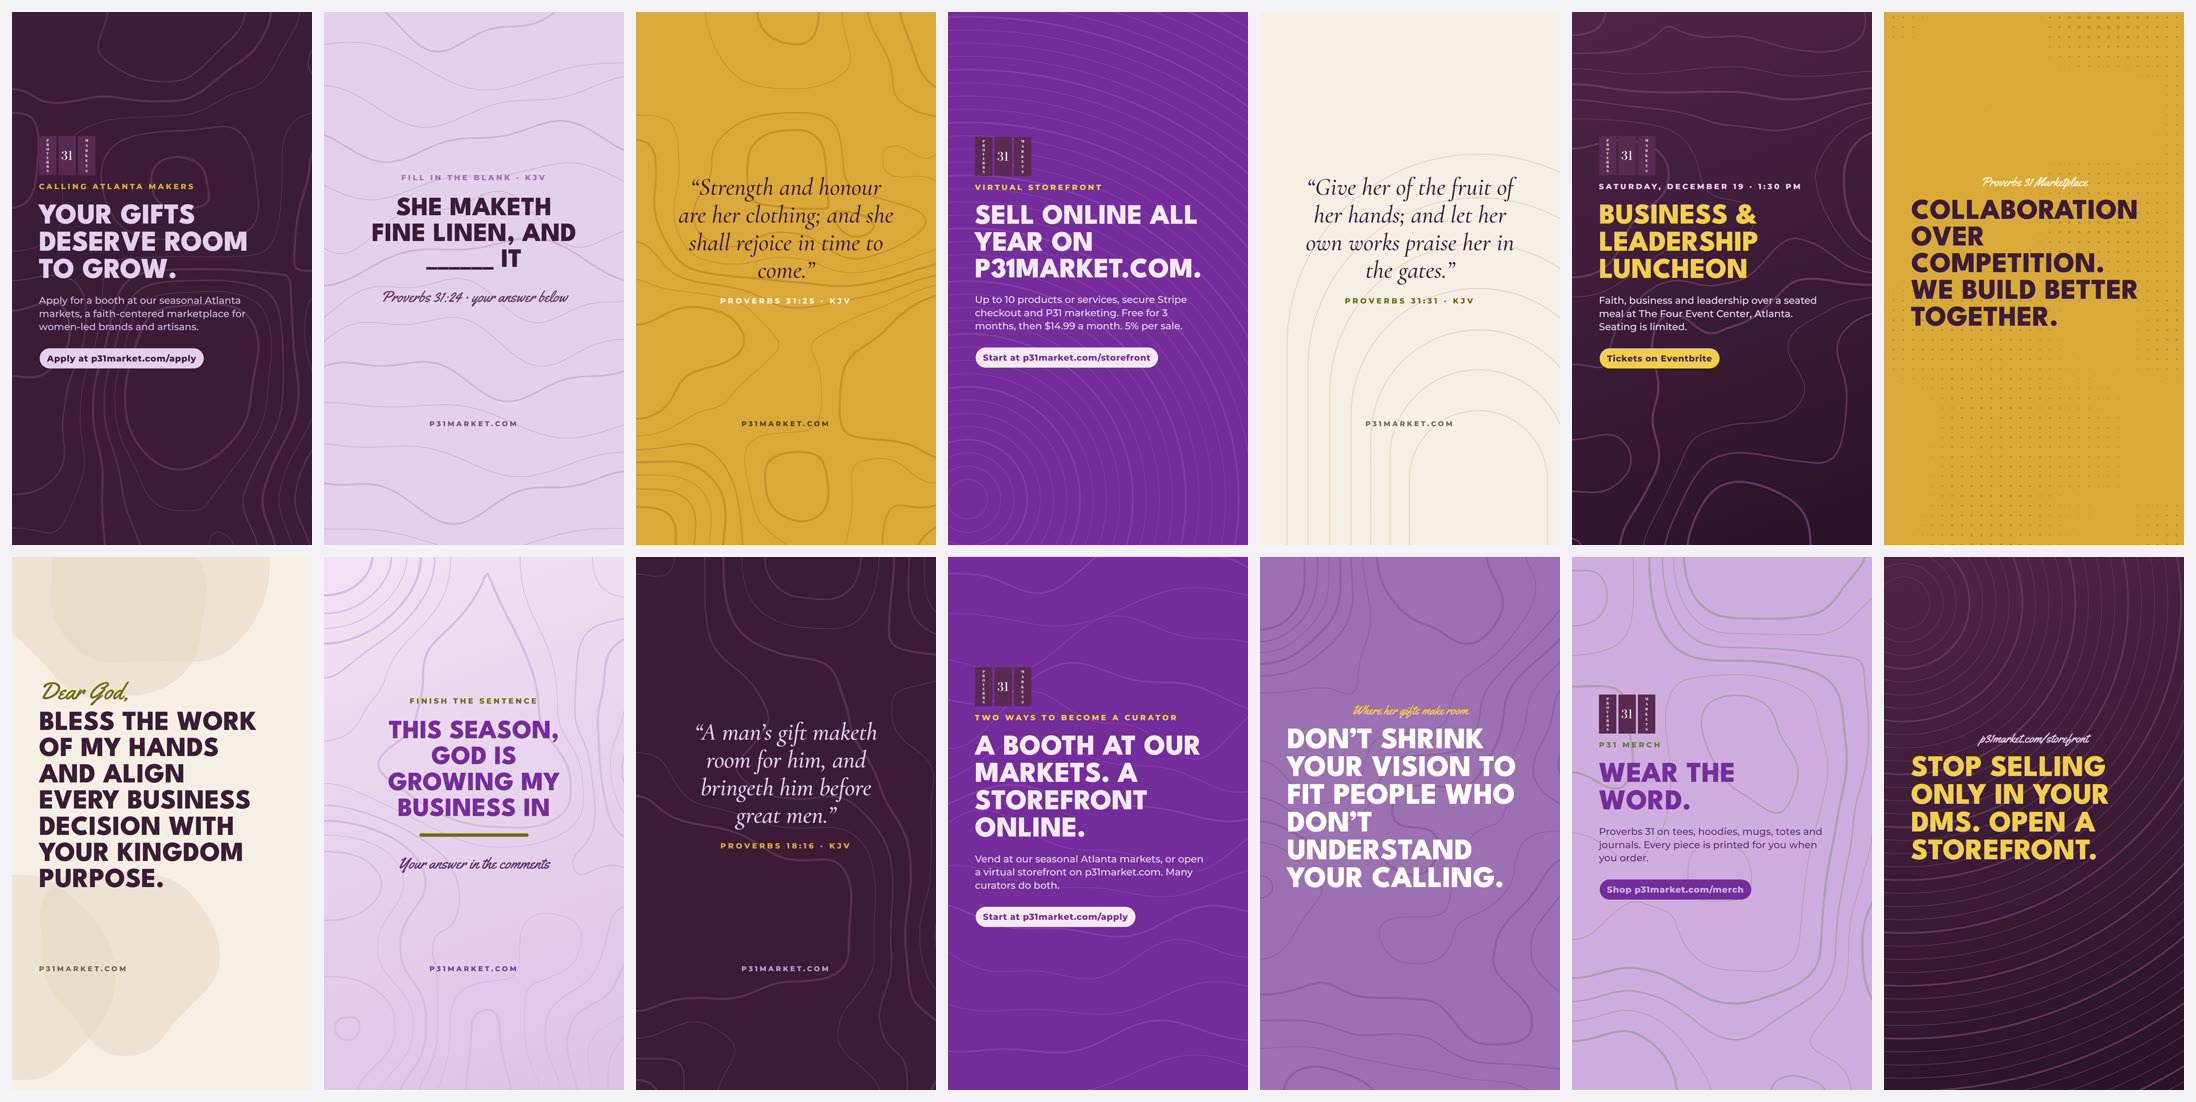 PROVERBS
31
MARKET
CALLING ATLANTA MAKERS
YOUR GIFTS
DESERVE ROOM
TO GROW.
Apply for a booth at our seasonal Atlanta
markets, a faith-centered marketplace for
women-led brands and artisans.
Apply at p31market.com/apply
FILL IN THE BLANK · KJV
SHE MAKETH
FINE LINEN, AND
______ IT
Proverbs 31:24 · your answer below
P31MARKET.COM
“Strength and honour
are her clothing; and she
shall rejoice in time to
come.”
PROVERBS 31:25 · KJV
P31MARKET.COM
PROVERBS
31
MARKET
VIRTUAL STOREFRONT
SELL ONLINE ALL
YEAR ON
P31MARKET.COM.
Up to 10 products or services, secure Stripe
checkout and P31 marketing. Free for 3
months, then $14.99 a month. 5% per sale.
Start at p31market.com/storefront
“Give her of the fruit of
her hands; and let her
own works praise her in
the gates.”
PROVERBS 31:31 · KJV
P31MARKET.COM
PROVERBS
31
MARKET
SATURDAY, DECEMBER 19 · 1:30 PM
BUSINESS &
LEADERSHIP
LUNCHEON
Faith, business and leadership over a seated
meal at The Four Event Center, Atlanta.
Seating is limited.
Tickets on Eventbrite
Proverbs 31 Marketplace
COLLABORATION
OVER
COMPETITION.
WE BUILD BETTER
TOGETHER.
Dear God,
BLESS THE WORK
OF MY HANDS
AND ALIGN
EVERY BUSINESS
DECISION WITH
YOUR KINGDOM
PURPOSE.
P31MARKET.COM
FINISH THE SENTENCE
THIS SEASON,
GOD IS
GROWING MY
BUSINESS IN
Your answer in the comments
P31MARKET.COM
“A man’s gift maketh
room for him, and
bringeth him before
great men.”
PROVERBS 18:16 · KJV
P31MARKET.COM
PROVERBS
31
MARKET
TWO WAYS TO BECOME A CURATOR
A BOOTH AT OUR
MARKETS. A
STOREFRONT
ONLINE.
Vend at our seasonal Atlanta markets, or open
a virtual storefront on p31market.com. Many
curators do both.
Start at p31market.com/apply
Where her gifts make room
DON’T SHRINK
YOUR VISION TO
FIT PEOPLE WHO
DON’T
UNDERSTAND
YOUR CALLING.
PROVERBS
31
MARKET
P31 MERCH
WEAR THE
WORD.
Proverbs 31 on tees, hoodies, mugs, totes and
journals. Every piece is printed for you when
you order.
Shop p31market.com/merch
p31market.com/storefront
STOP SELLING
ONLY IN YOUR
DMS. OPEN A
STOREFRONT.